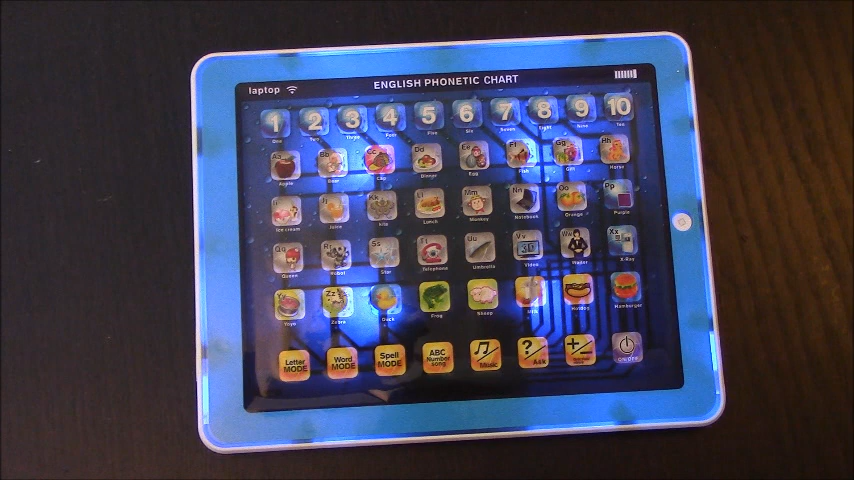 laptop
ENGLISH PHONETIC CHART
1 2 3 4 5 6 7 8 9 10
One Two Three Four Five Six Seven Eight Nine Ten
Aa Bb Cc Dd Ee Ff Gg Hh
Apple Bear Cap Dinner Egg Fish Gift Horse
Ii Jj Kk Ll Mm Nn Oo Pp
Ice cream Juice Kite Lunch Monkey Notebook Orange Purple
Qq Rr Ss Tt Uu Vv Ww Xx
3D
Queen Robot Star Telephone Umbrella Video Waiter X-Ray
Yy Zz
Yoyo Zebra Duck Frog Sheep Milk Hotdog Hamburger
Letter MODE Word MODE Spell MODE ABC Number song Music ? Ask + - ON/OFF